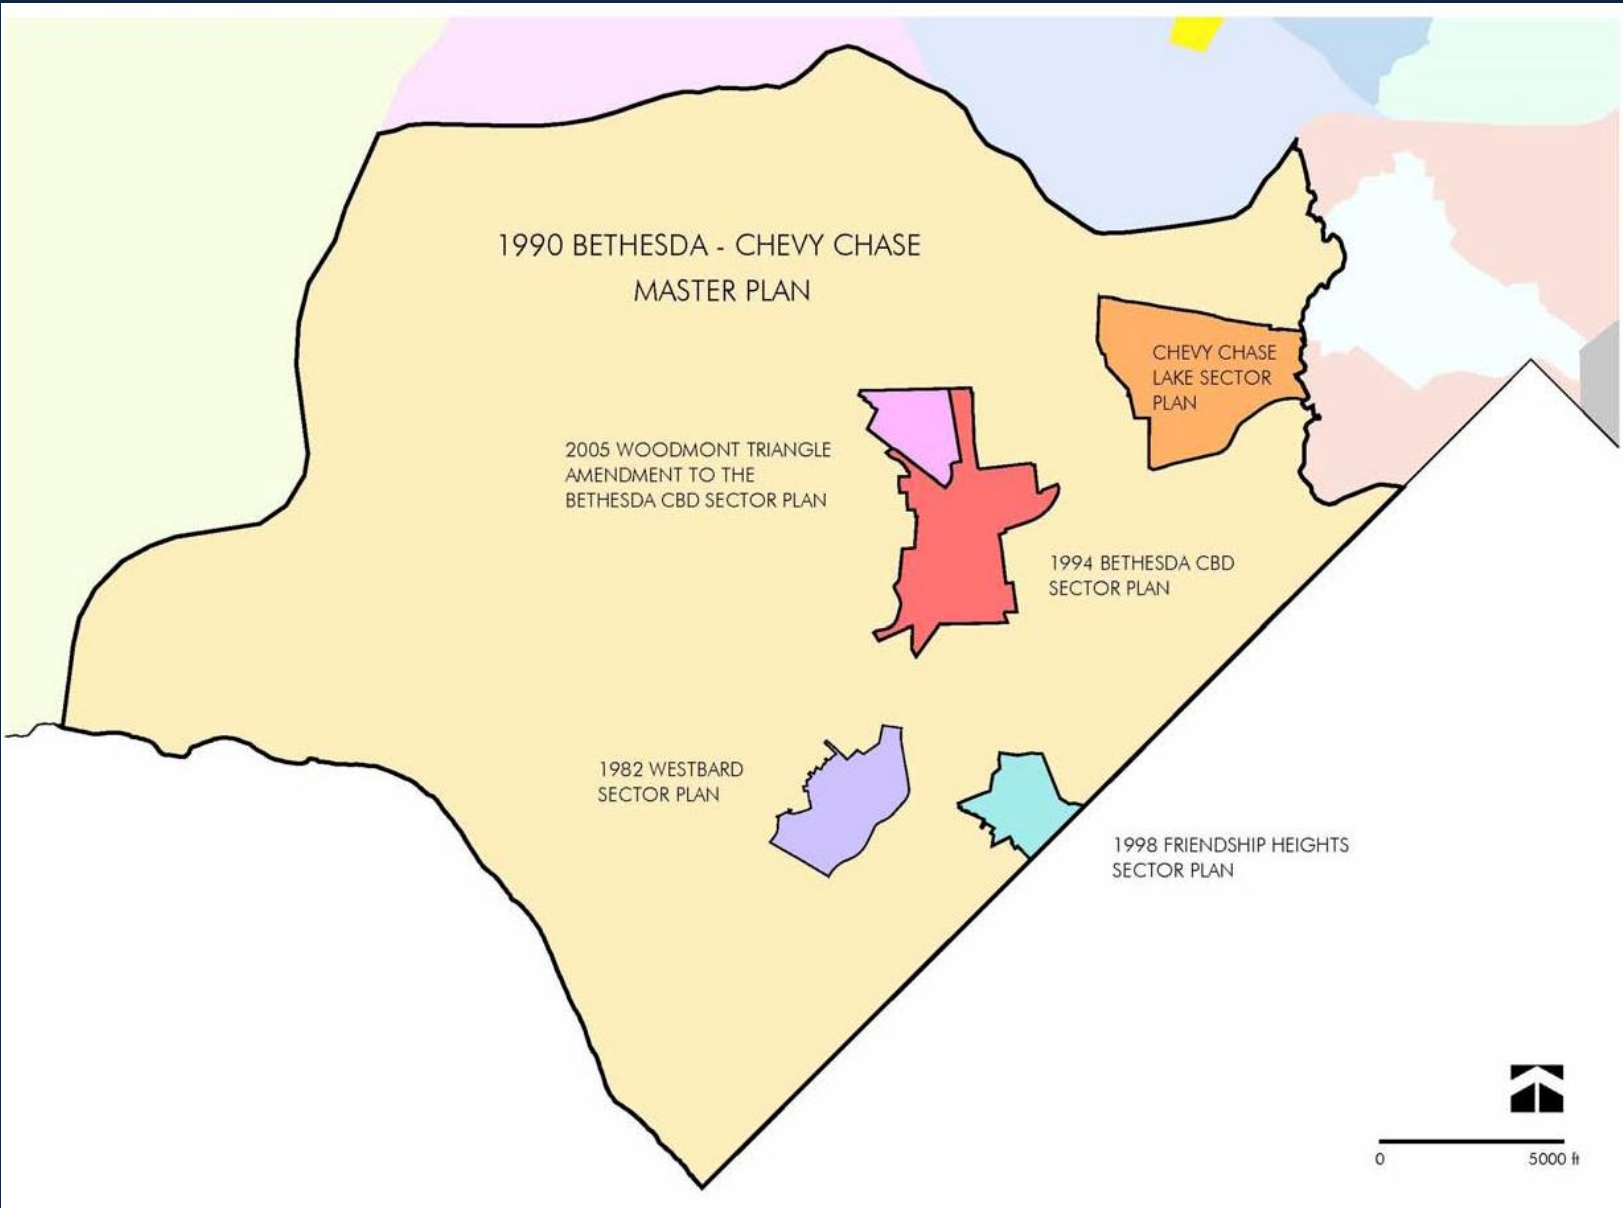 1990 BETHESDA - CHEVY CHASE
MASTER PLAN
CHEVY CHASE
LAKE SECTOR
PLAN
2005 WOODMONT TRIANGLE
AMENDMENT TO THE
BETHESDA CBD SECTOR PLAN
1994 BETHESDA CBD
SECTOR PLAN
1982 WESTBARD
SECTOR PLAN
1998 FRIENDSHIP HEIGHTS
SECTOR PLAN
0 5000 ft